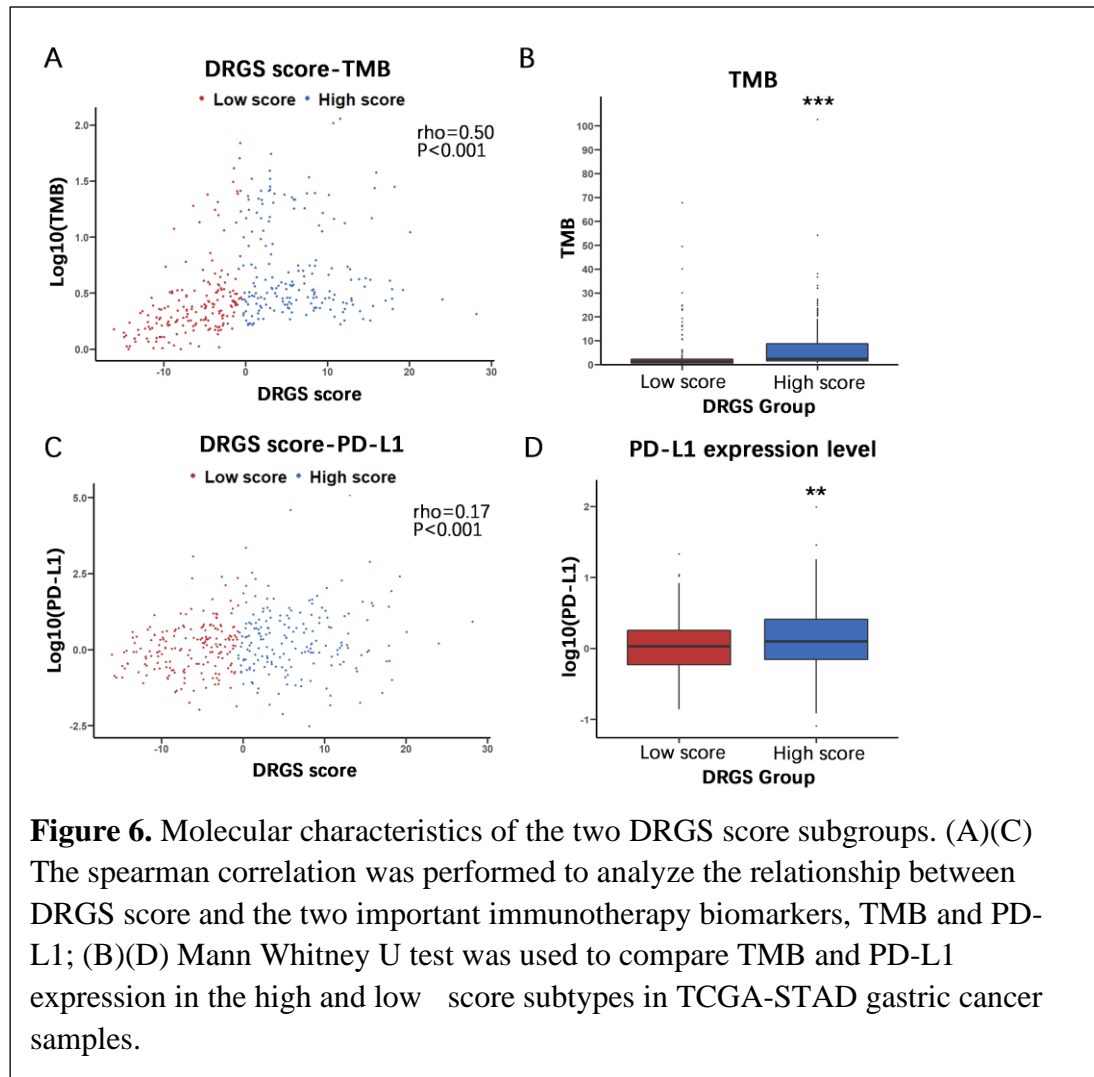 A
DRGS score-TMB
• Low score • High score
rho=0.50
P<0.001
Log10(TMB)
2.0
1.5
1.0
0.5
0.0
-10 0 10 20 30
DRGS score
B
TMB
***
TMB
100
90
80
70
60
50
40
30
20
10
0
Low score High score
DRGS Group
C
DRGS score-PD-L1
• Low score • High score
rho=0.17
P<0.001
Log10(PD-L1)
5.0
2.5
0.0
-2.5
-10 0 10 20 30
DRGS score
D
PD-L1 expression level
**
log10(PD-L1)
2
1
0
-1
Low score High score
DRGS Group
Figure 6. Molecular characteristics of the two DRGS score subgroups. (A)(C)
The spearman correlation was performed to analyze the relationship between
DRGS score and the two important immunotherapy biomarkers, TMB and PD-
L1; (B)(D) Mann Whitney U test was used to compare TMB and PD-L1
expression in the high and low score subtypes in TCGA-STAD gastric cancer
samples.